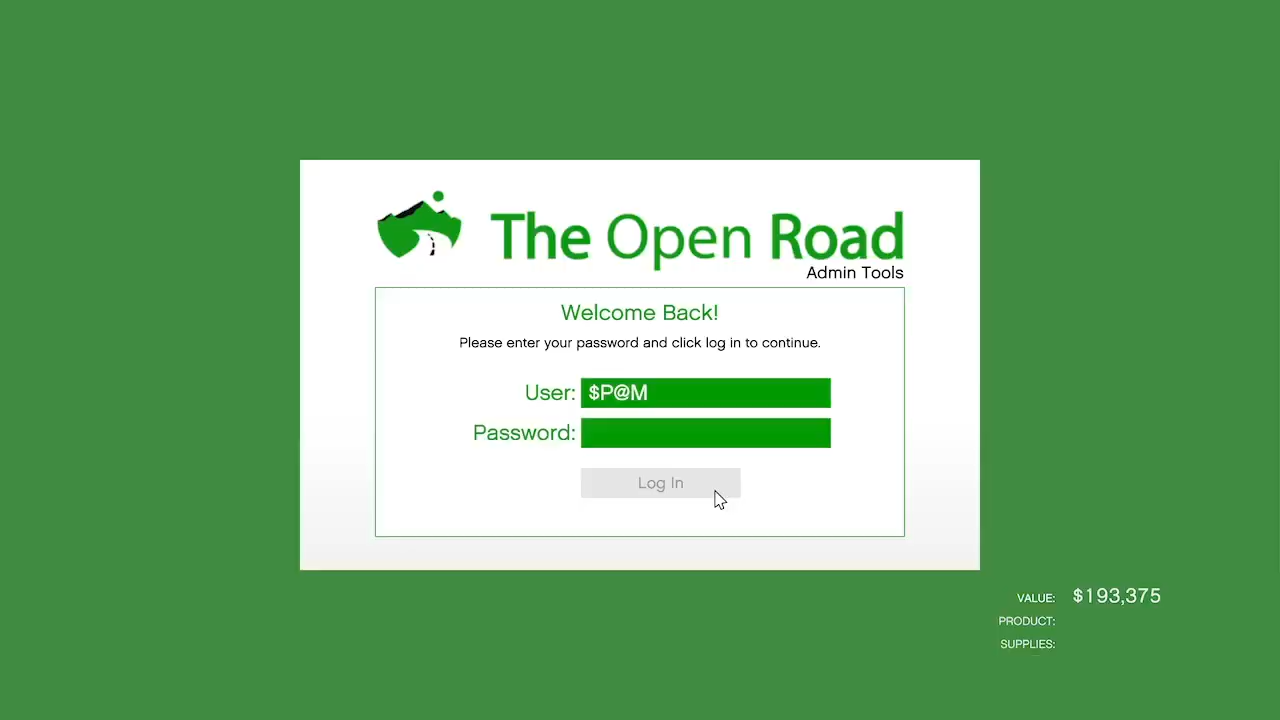 The Open Road
Admin Tools
Welcome Back!
Please enter your password and click log in to continue.
User: $P@M
Password:
Log In
VALUE: $193,375
PRODUCT:
SUPPLIES: